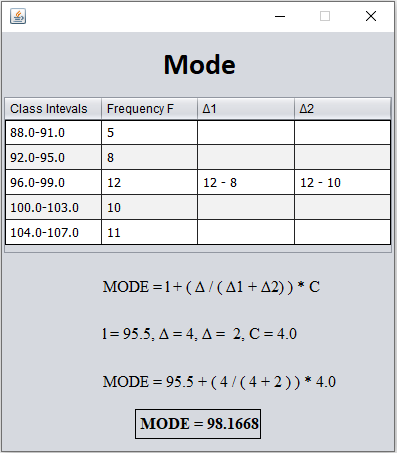 Mode
Class Intevals Frequency F Δ1 Δ2
88.0-91.0 5
92.0-95.0 8
96.0-99.0 12 12 - 8 12 - 10
100.0-103.0 10
104.0-107.0 11
MODE = l + ( Δ / ( Δ1 + Δ2) ) * C
l = 95.5, Δ = 4, Δ =  2, C = 4.0
MODE = 95.5 + ( 4 / ( 4 + 2 ) ) * 4.0
MODE = 98.1668